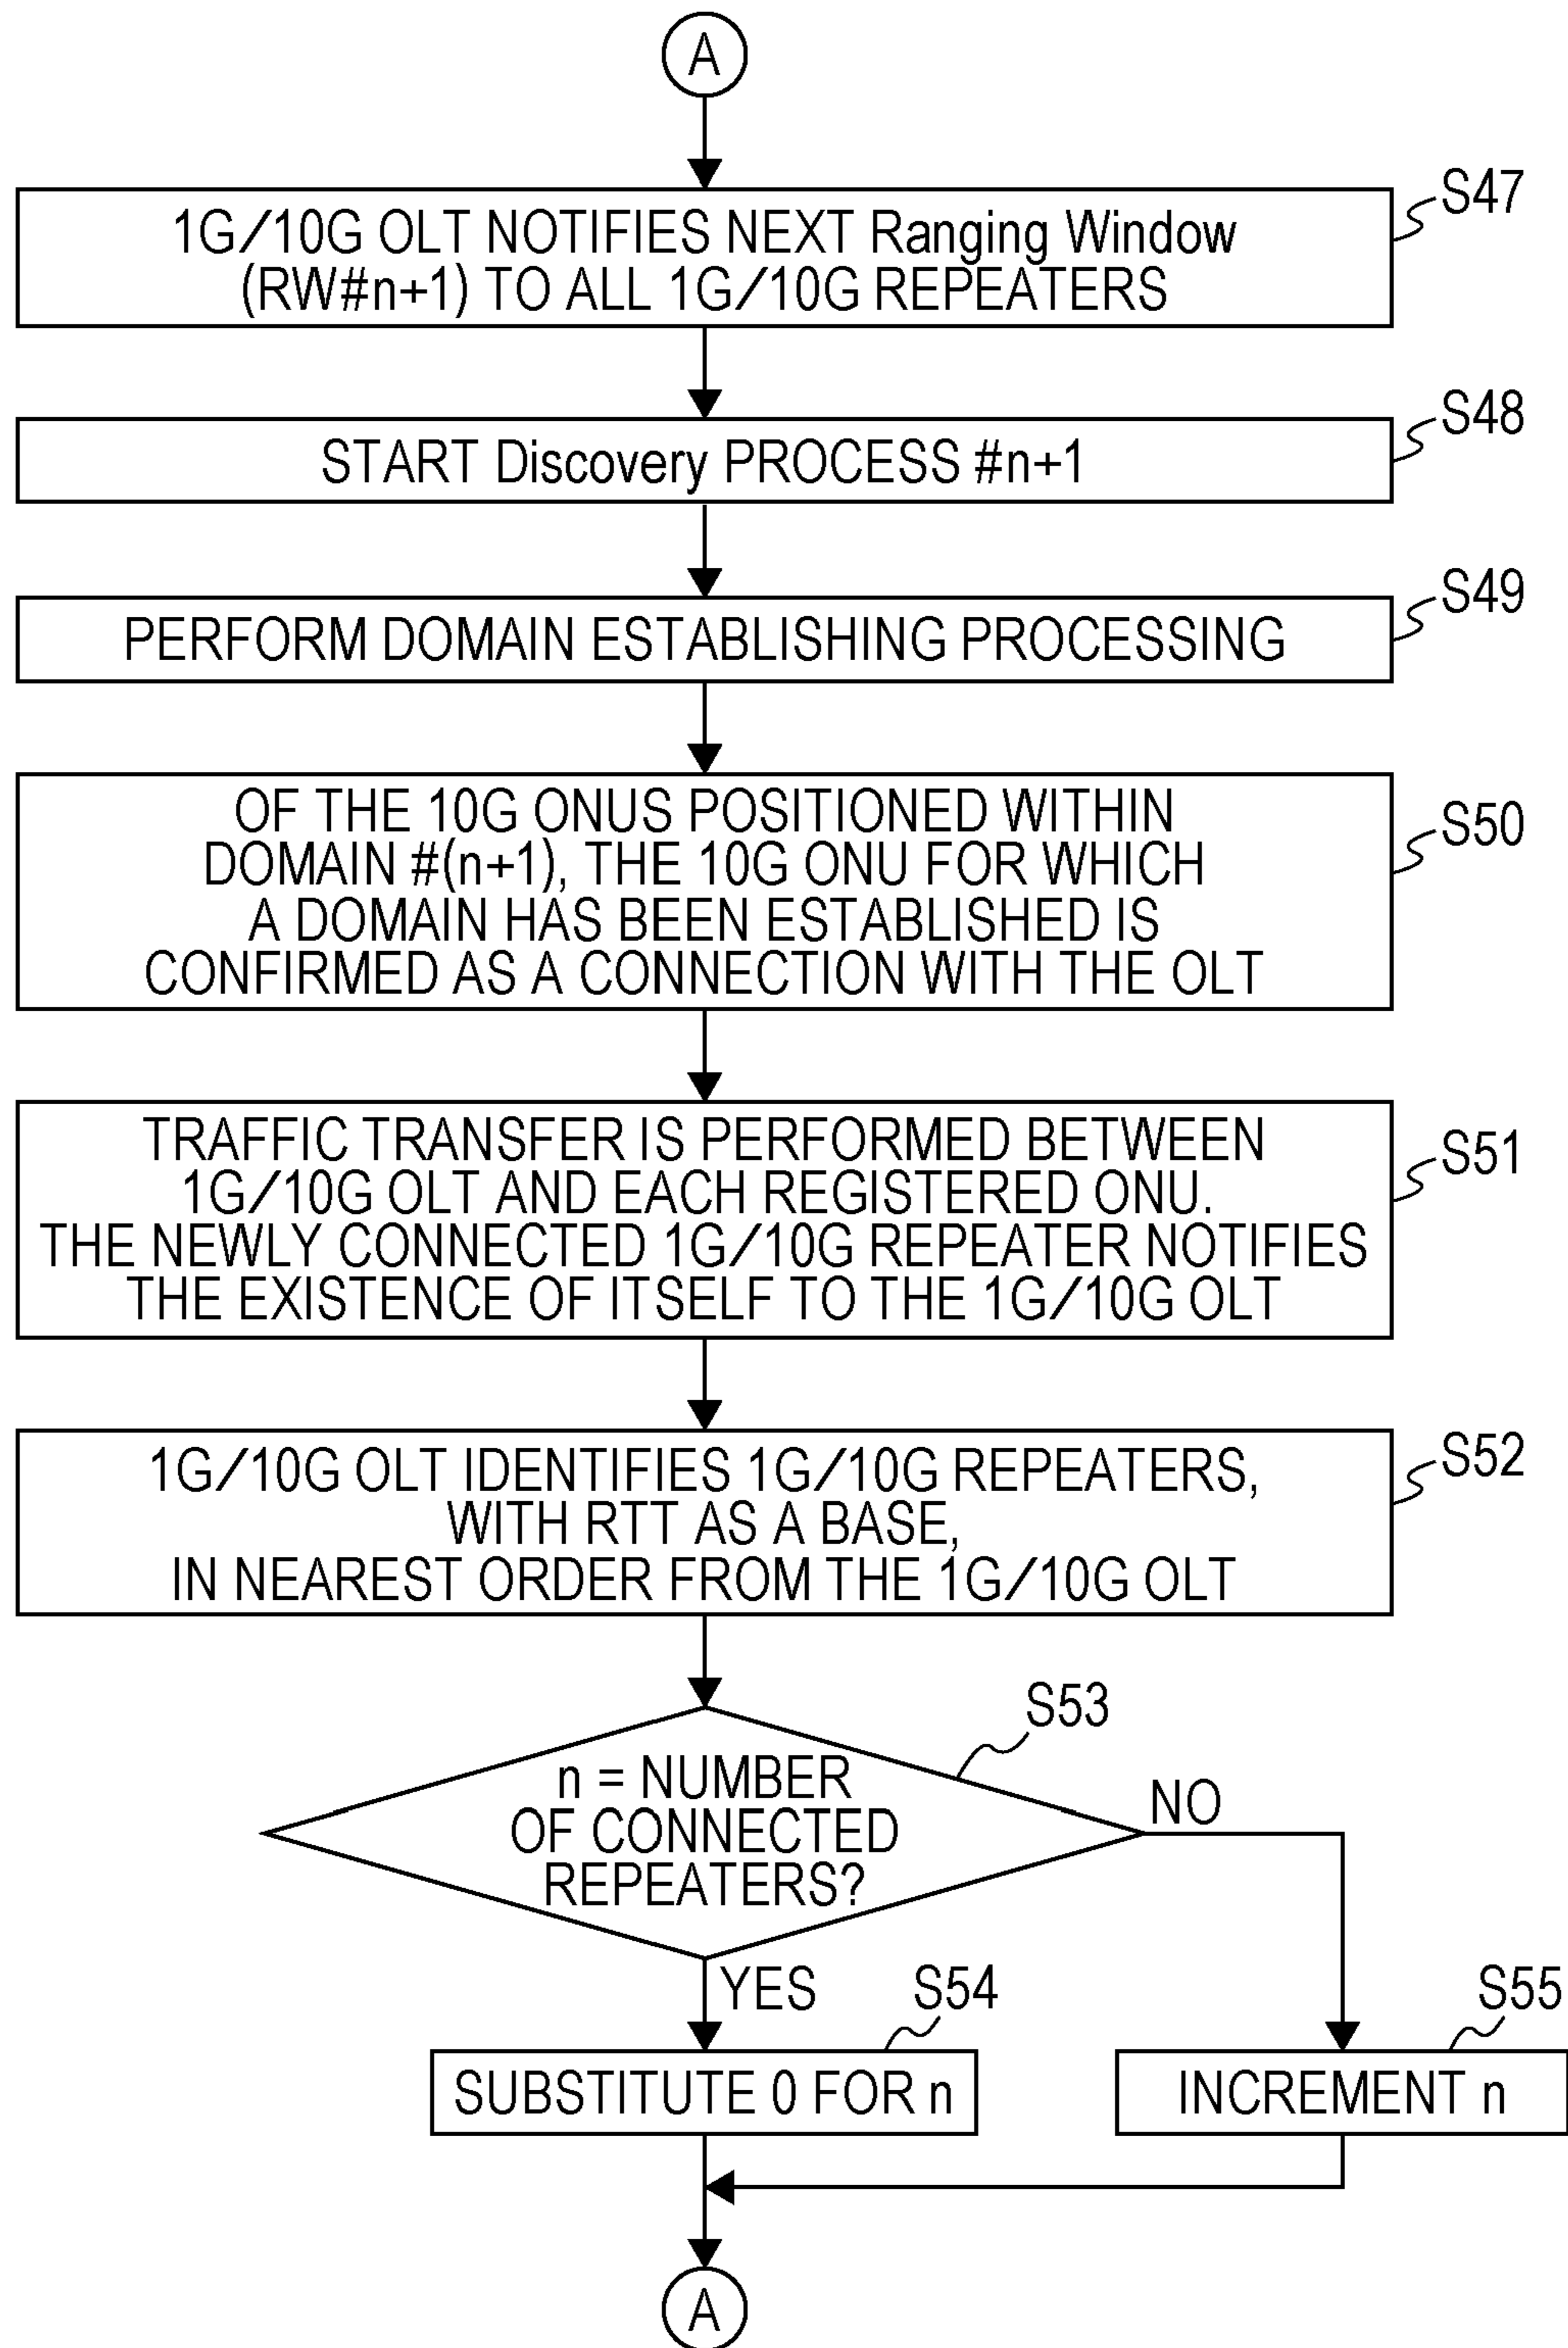 A
S47
1G/10G OLT NOTIFIES NEXT Ranging Window
(RW#n+1) TO ALL 1G/10G REPEATERS
S48
START Discovery PROCESS #n+1
S49
PERFORM DOMAIN ESTABLISHING PROCESSING
S50
OF THE 10G ONUS POSITIONED WITHIN
DOMAIN #(n+1), THE 10G ONU FOR WHICH
A DOMAIN HAS BEEN ESTABLISHED IS
CONFIRMED AS A CONNECTION WITH THE OLT
S51
TRAFFIC TRANSFER IS PERFORMED BETWEEN
1G/10G OLT AND EACH REGISTERED ONU.
THE NEWLY CONNECTED 1G/10G REPEATER NOTIFIES
THE EXISTENCE OF ITSELF TO THE 1G/10G OLT
S52
1G/10G OLT IDENTIFIES 1G/10G REPEATERS,
WITH RTT AS A BASE,
IN NEAREST ORDER FROM THE 1G/10G OLT
S53
n = NUMBER
OF CONNECTED
REPEATERS?
NO
YES
S54
S55
SUBSTITUTE 0 FOR n
INCREMENT n
A